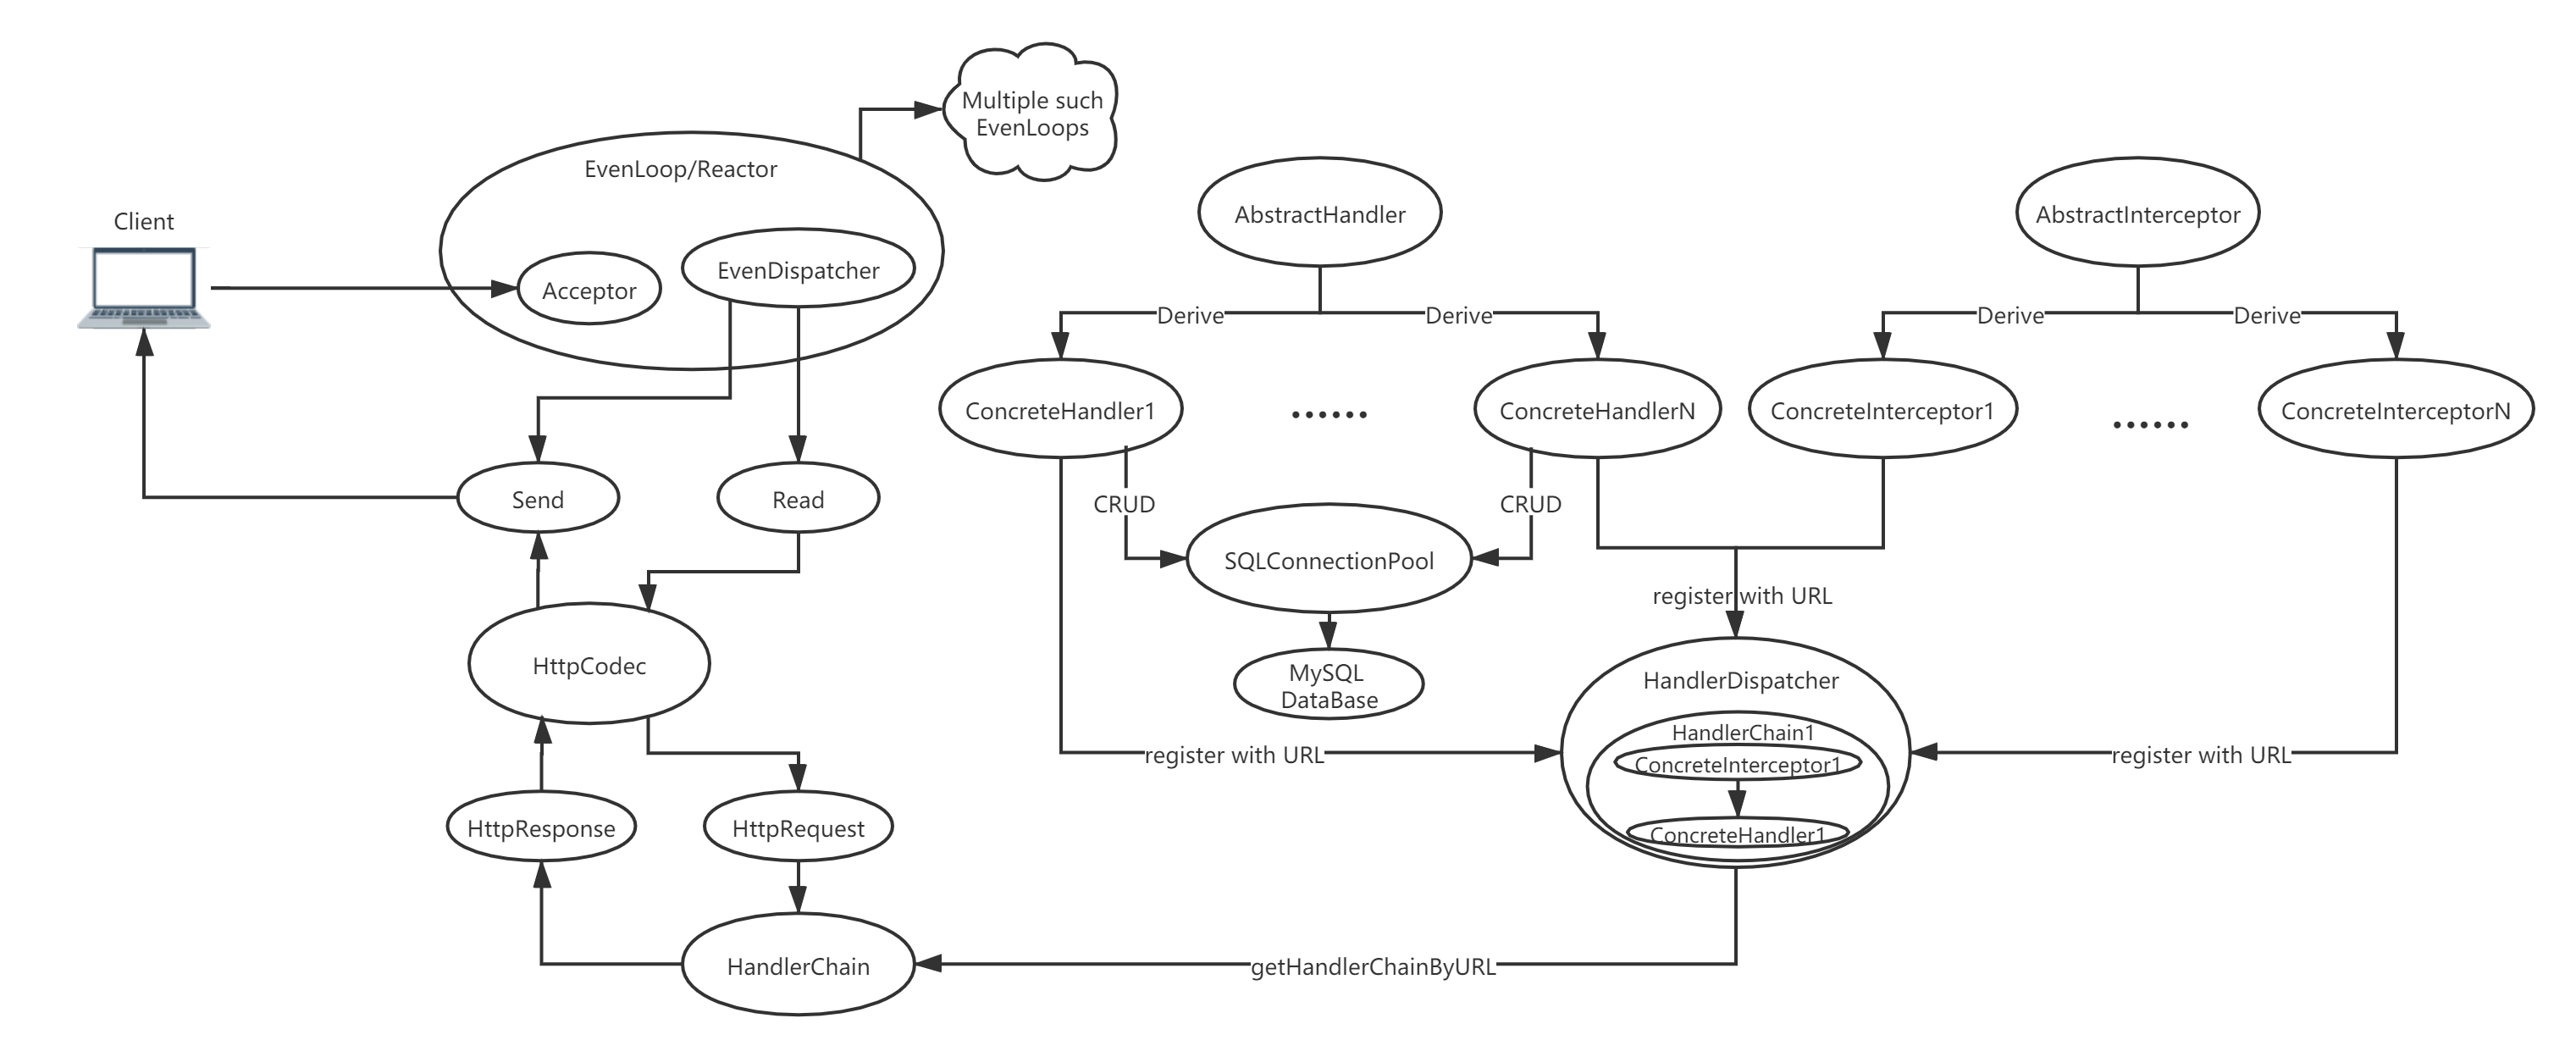 Multiple such
EvenLoops
EvenLoop/Reactor
Client
EvenDispatcher
Acceptor
AbstractHandler
AbstractInterceptor
Derive
Derive
Derive
Derive
ConcreteHandler1
......
ConcreteHandlerN
ConcreteInterceptor1
......
ConcreteInterceptorN
Send
Read
CRUD
CRUD
SQLConnectionPool
register with URL
HttpCodec
MySQL
DataBase
HandlerDispatcher
HandlerChain1
register with URL
ConcreteInterceptor1
register with URL
HttpResponse
HttpRequest
ConcreteHandler1
HandlerChain
getHandlerChainByURL